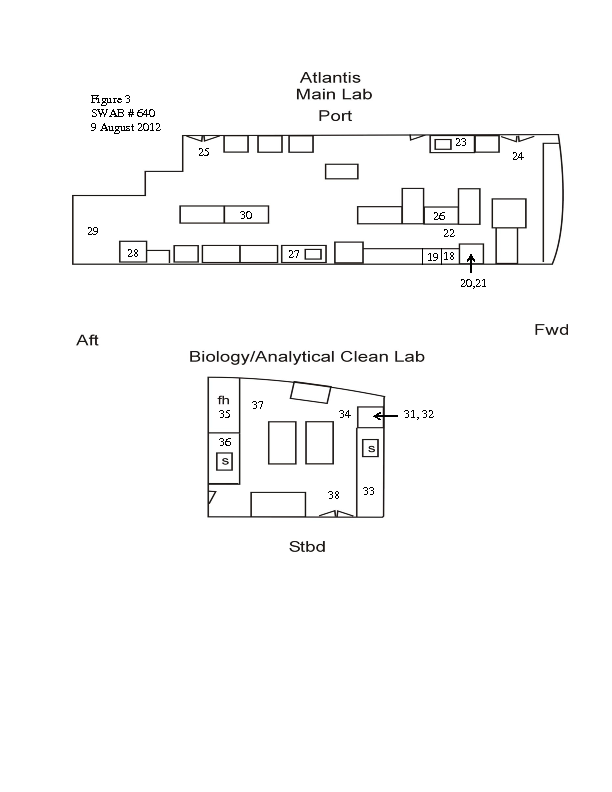 Atlantis
Main Lab
Port
Figure 3
SWAB # 640
9 August 2012
25
23
24
30
26
29
22
28
27
19 18
20,21
Fwd
Aft
Biology/Analytical Clean Lab
fh
35
37
34
31, 32
36
s
s
33
38
Stbd